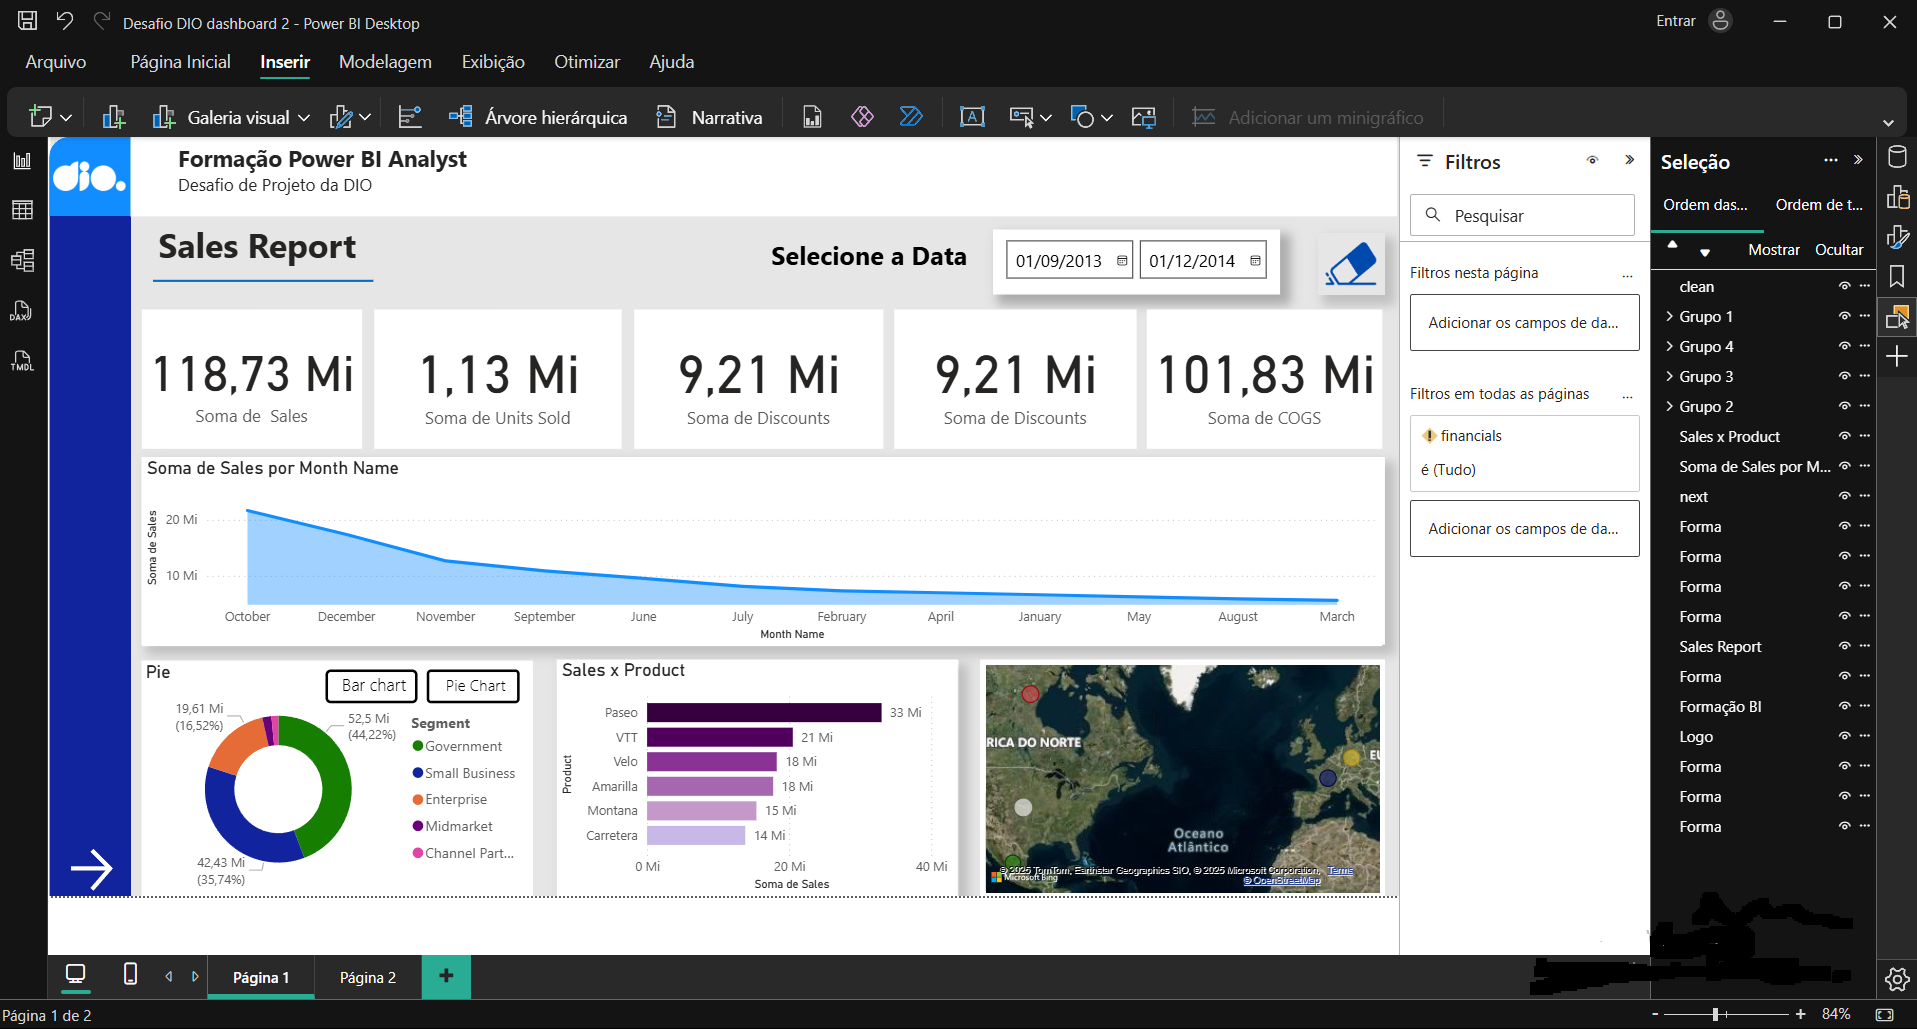 Desafio DIO dashboard 2 - Power BI Desktop
Entrar
Arquivo
Página Inicial
Inserir
Modelagem
Exibição
Otimizar
Ajuda
Galeria visual
Árvore hierárquica
Narrativa
Adicionar um minigráfico
DAX
TMDL
dio.
Formação Power BI Analyst
Desafio de Projeto da DIO
Sales Report
Selecione a Data
01/09/2013
01/12/2014
118,73 Mi
Soma de Sales
1,13 Mi
Soma de Units Sold
9,21 Mi
Soma de Discounts
9,21 Mi
Soma de Discounts
101,83 Mi
Soma de COGS
Soma de Sales por Month Name
Soma de Sales
20 Mi
10 Mi
October
December
November
September
June
July
February
April
January
May
August
March
Month Name
Pie
Bar chart
Pie Chart
19,61 Mi
(16,52%)
52,5 Mi
(44,22%)
42,43 Mi
(35,74%)
Segment
Government
Small Business
Enterprise
Midmarket
Channel Part...
Sales x Product
Product
Paseo
33 Mi
VTT
21 Mi
Velo
18 Mi
Amarilla
18 Mi
Montana
15 Mi
Carretera
14 Mi
0 Mi
20 Mi
40 Mi
Soma de Sales
RICA DO NORTE
EU
Oceano
Atlântico
© 2025 TomTom, Earthstar Geographics SIO, © 2025 Microsoft Corporation,
Terms
Microsoft Bing
© OpenStreetMap
Filtros
Pesquisar
Filtros nesta página
...
Adicionar os campos de da...
Filtros em todas as páginas
...
financials
é (Tudo)
Adicionar os campos de da...
Seleção
Ordem das...
Ordem de t...
Mostrar
Ocultar
clean
Grupo 1
Grupo 4
Grupo 3
Grupo 2
Sales x Product
Soma de Sales por M...
next
Forma
Forma
Forma
Forma
Sales Report
Forma
Formação BI
Logo
Forma
Forma
Forma
Página 1
Página 2
+
Página 1 de 2
- + 84%